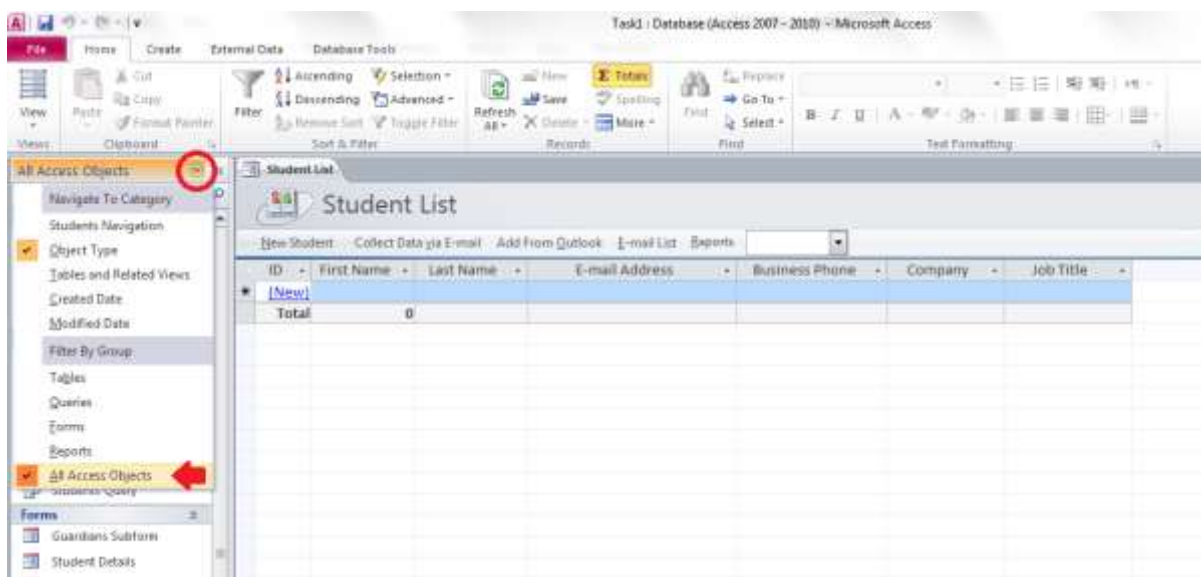 Task1 : Database (Access 2007 - 2010) - Microsoft Access
File Home Create External Data Database Tools
View
Paste
Cut
Copy
Format Painter
Filter
Ascending
Descending
Remove Sort
Selection
Advanced
Toggle Filter
Refresh All
New
Save
Delete
Totals
Spelling
More
Find
Replace
Go To
Select
B I U A
Views Clipboard Sort & Filter Records Find Text Formatting
All Access Objects
Navigate To Category
Students Navigation
Object Type
Tables and Related Views
Created Date
Modified Date
Filter By Group
Tables
Queries
Forms
Reports
All Access Objects
Students Query
Forms
Guardians Subform
Student Details
Student List
Student List
New Student Collect Data via E-mail Add From Outlook E-mail List Reports
ID First Name Last Name E-mail Address Business Phone Company Job Title
(New)
Total 0